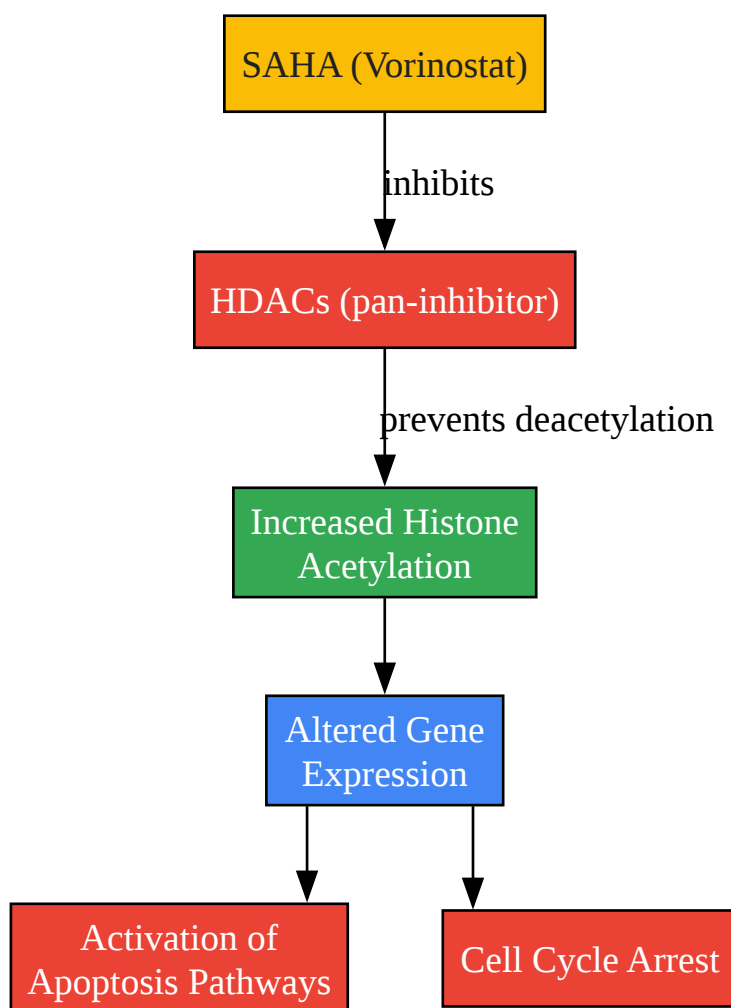 SAHA (Vorinostat)
inhibits
HDACs (pan-inhibitor)
prevents deacetylation
Increased Histone
Acetylation
Altered Gene
Expression
Activation of
Apoptosis Pathways
Cell Cycle Arrest